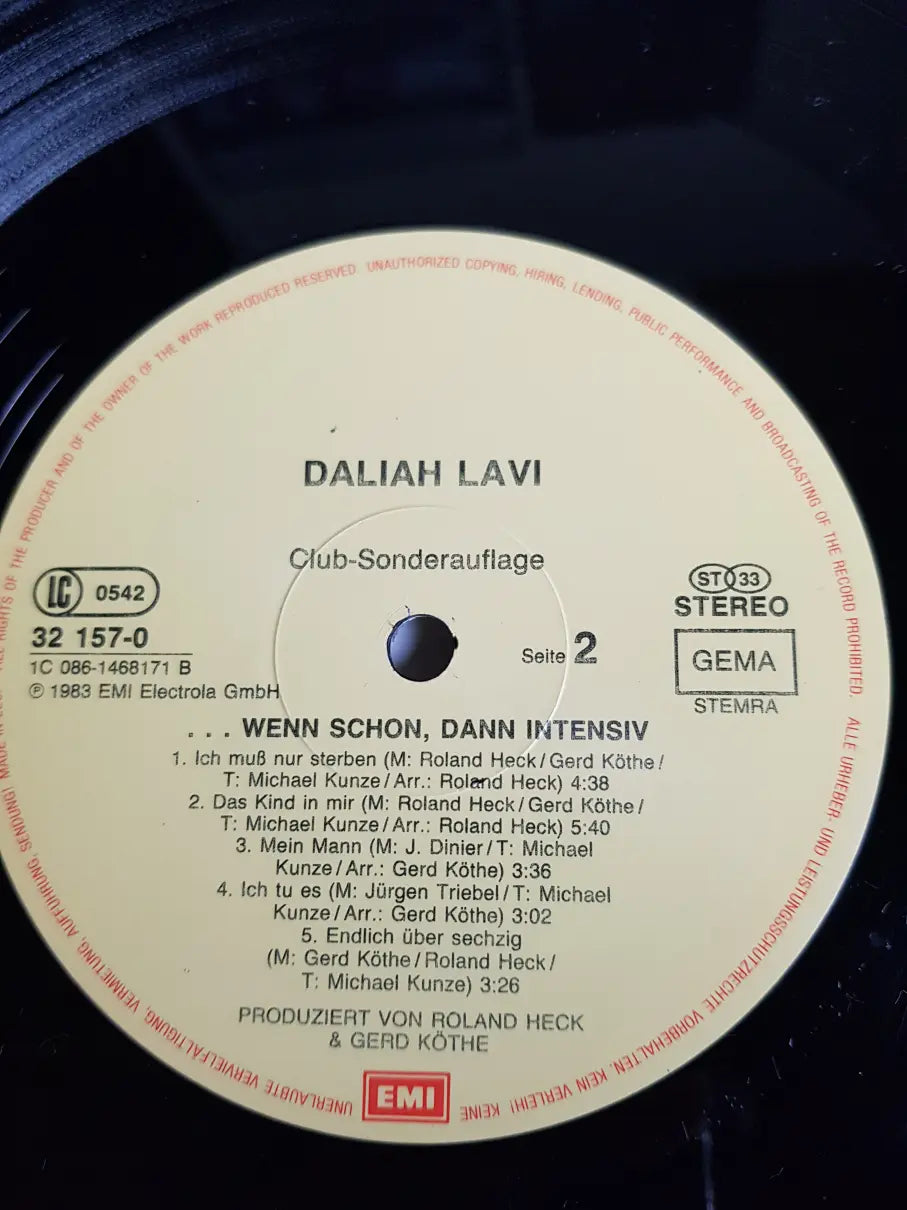 DALIAH LAVI
Club-Sonderauflage
LC 0542
32 157-0
1C 086-1468171 B
℗ 1983 EMI Electrola GmbH
Seite 2
ST 33
STEREO
GEMA
STEMRA
. . . WENN SCHON, DANN INTENSIV
1. Ich muß nur sterben (M: Roland Heck/Gerd Köthe/
T: Michael Kunze/Arr.: Roland Heck) 4:38
2. Das Kind in mir (M: Roland Heck/Gerd Köthe/
T: Michael Kunze/Arr.: Roland Heck) 5:40
3. Mein Mann (M: J. Dinier/T: Michael
Kunze/Arr.: Gerd Köthe) 3:36
4. Ich tu es (M: Jürgen Triebel/T: Michael
Kunze/Arr.: Gerd Köthe) 3:02
5. Endlich über sechzig
(M: Gerd Köthe/Roland Heck/
T: Michael Kunze) 3:26
PRODUZIERT VON ROLAND HECK
& GERD KÖTHE
EMI
RIGHTS OF THE PRODUCER AND OF THE OWNER OF THE WORK REPRODUCED RESERVED. UNAUTHORIZED COPYING, HIRING, LENDING, PUBLIC PERFORMANCE AND BROADCASTING OF THE RECORD PROHIBITED.
ALLE URHEBER- UND LEISTUNGSSCHUTZRECHTE VORBEHALTEN. KEIN VERLEIH! KEINE UNERLAUBTE VERVIELFÄLTIGUNG, VERMIETUNG, AUFFÜHRUNG, SENDUNG! MADE IN